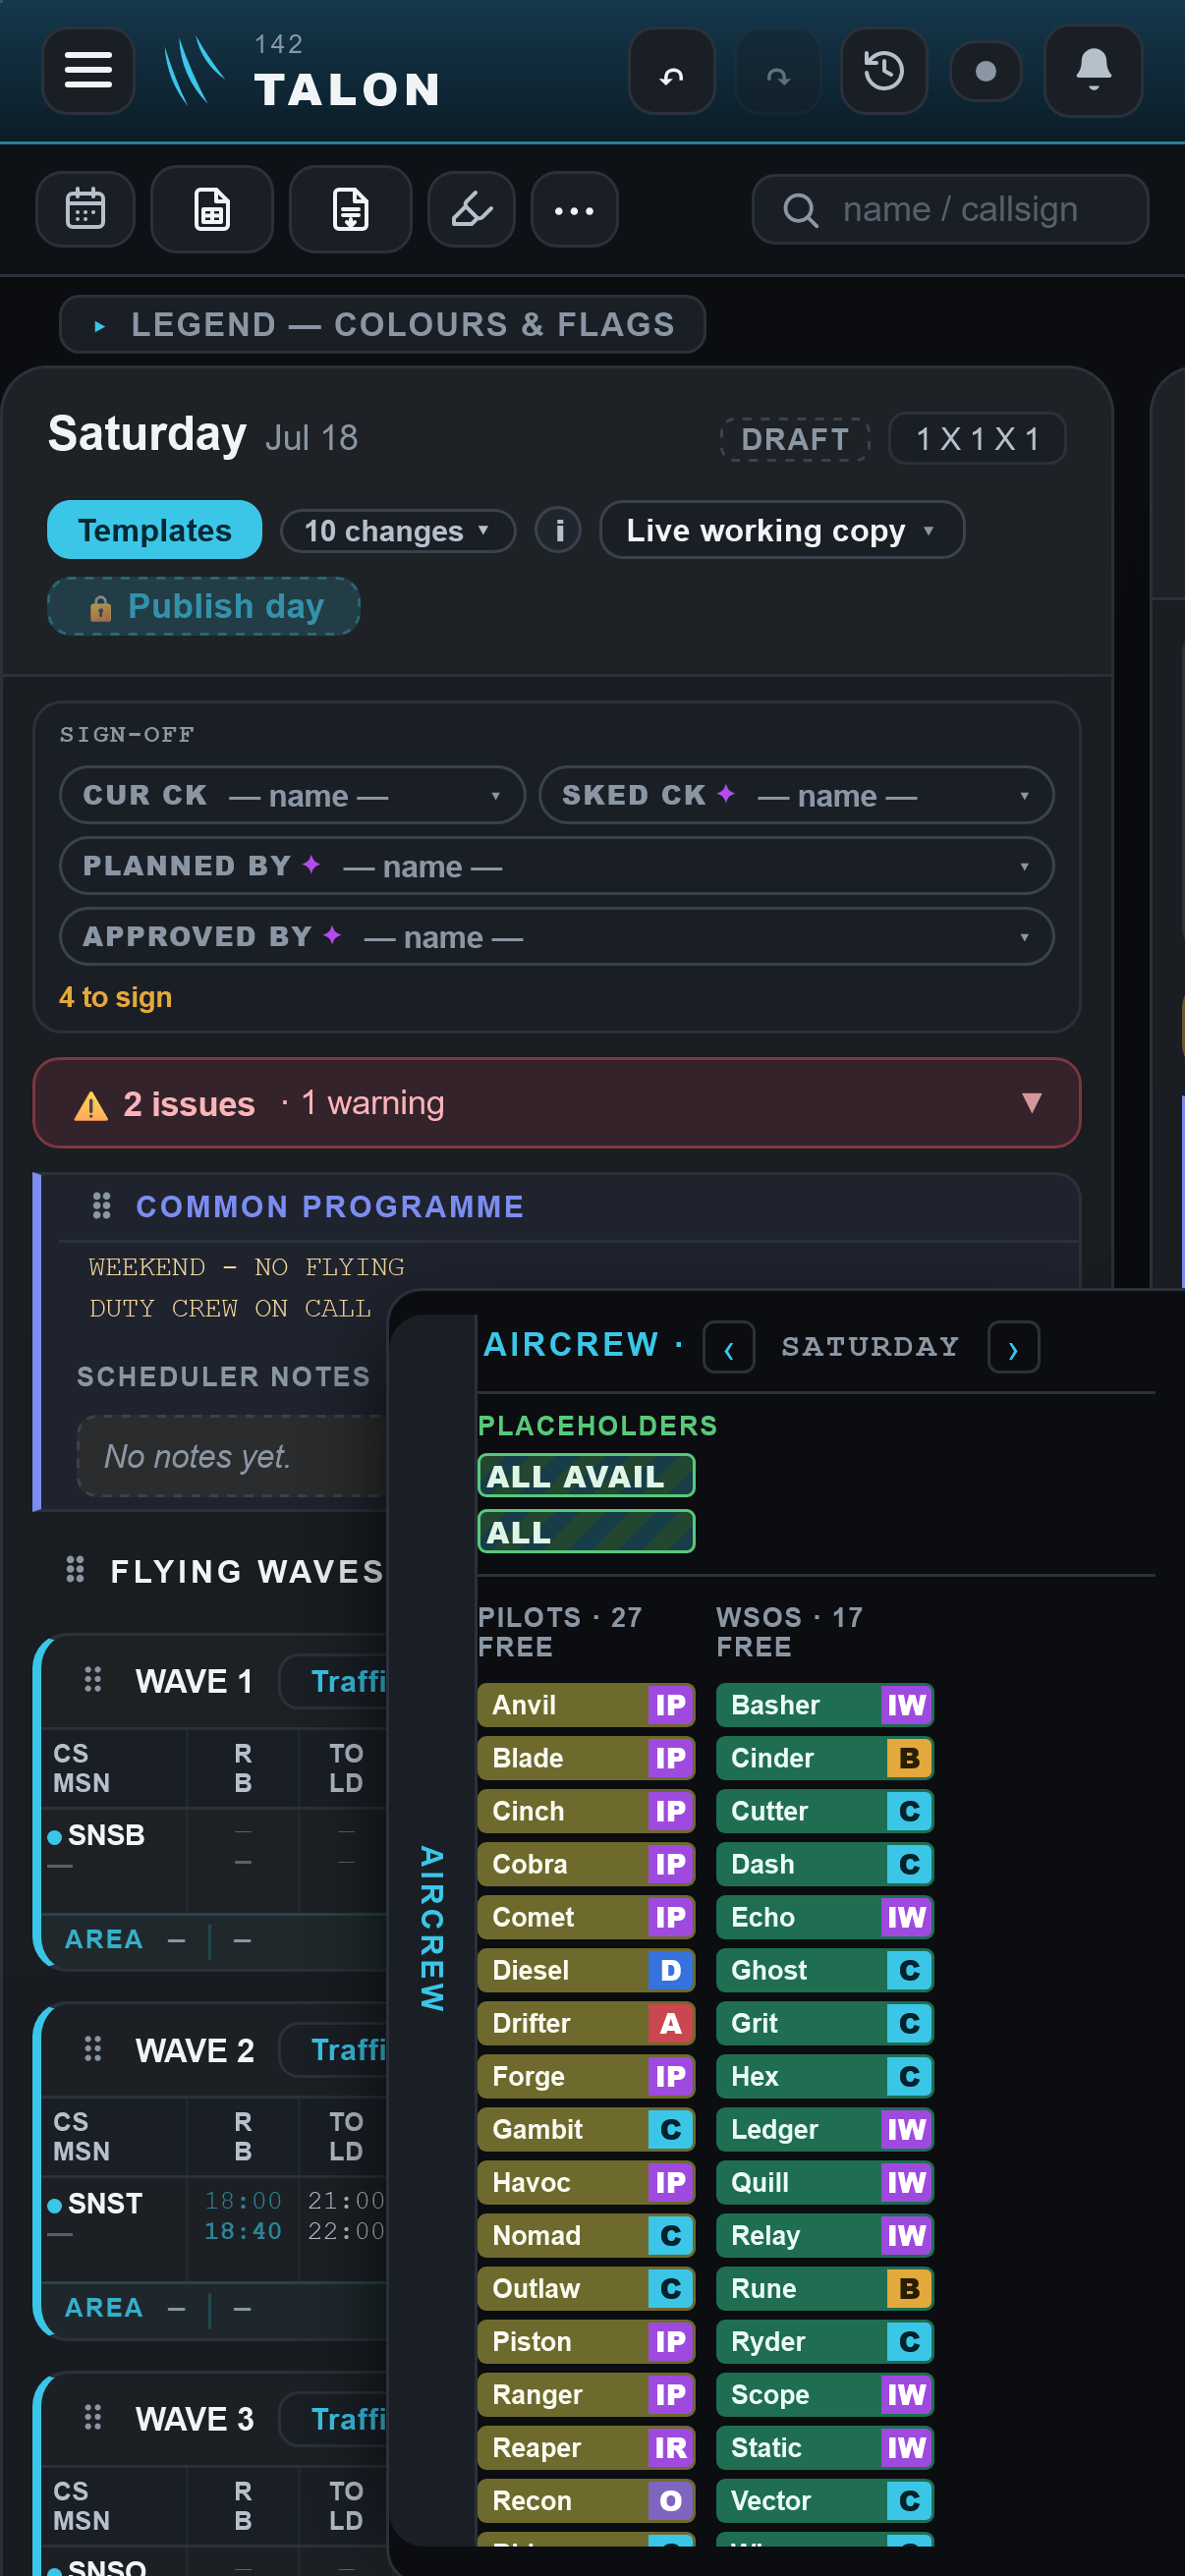 142
TALON
name / callsign
LEGEND — COLOURS & FLAGS
Saturday Jul 18 DRAFT 1 X 1 X 1
Templates 10 changes ▾ i Live working copy ▾
Publish day
SIGN-OFF
CUR CK — name — SKED CK ✦ — name —
PLANNED BY ✦ — name —
APPROVED BY ✦ — name —
4 to sign
2 issues · 1 warning
COMMON PROGRAMME
WEEKEND – NO FLYING
DUTY CREW ON CALL
SCHEDULER NOTES
No notes yet.
FLYING WAVES
WAVE 1 Traffi
CS R TO
MSN B LD
SNSB — —
— — —
AREA — —
WAVE 2 Traffi
CS R TO
MSN B LD
SNST 18:00 21:00
— 18:40 22:00
AREA — —
WAVE 3 Traffi
CS R TO
MSN B LD
SNSO — —
AIRCREW
AIRCREW · ‹ SATURDAY ›
PLACEHOLDERS
ALL AVAIL
ALL
PILOTS · 27 FREE
WSOS · 17 FREE
Anvil IP Basher IW
Blade IP Cinder B
Cinch IP Cutter C
Cobra IP Dash C
Comet IP Echo IW
Diesel D Ghost C
Drifter A Grit C
Forge IP Hex C
Gambit C Ledger IW
Havoc IP Quill IW
Nomad C Relay IW
Outlaw C Rune B
Piston IP Ryder C
Ranger IP Scope IW
Reaper IR Static IW
Recon O Vector C